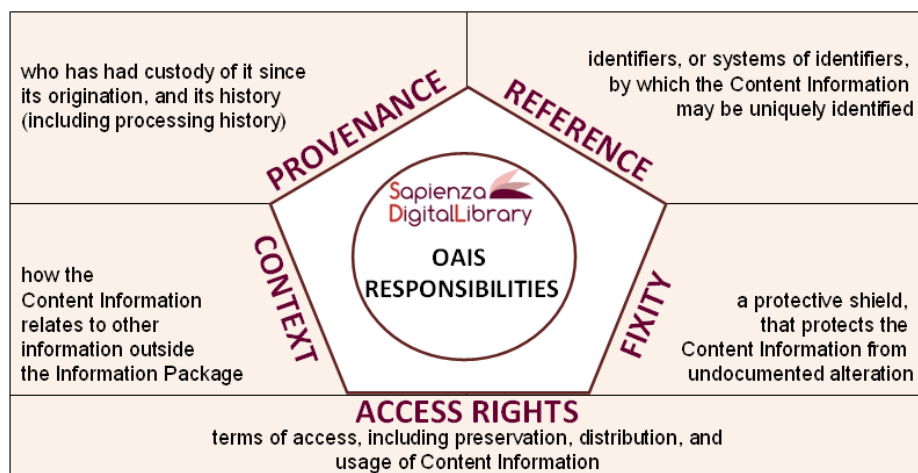 who has had custody of it since
its origination, and its history
(including processing history)
PROVENANCE
identifiers, or systems of identifiers,
by which the Content Information
may be uniquely identified
REFERENCE
Sapienza
DigitalLibrary
OAIS
RESPONSIBILITIES
how the
Content Information
relates to other
information outside
the Information Package
CONTEXT
a protective shield,
that protects the
Content Information from
undocumented alteration
FIXITY
ACCESS RIGHTS
terms of access, including preservation, distribution, and
usage of Content Information